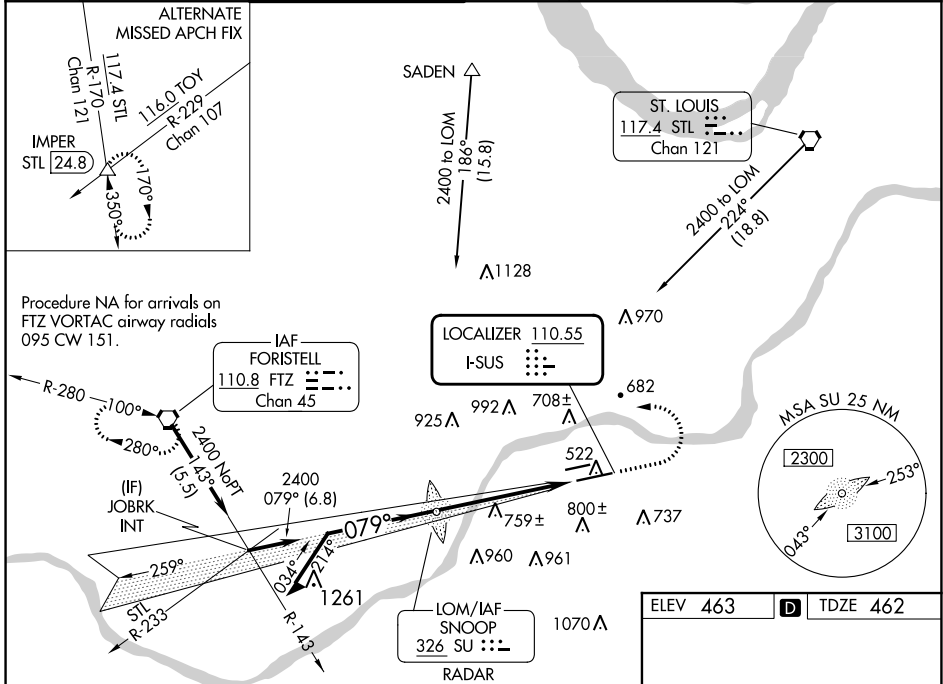 ALTERNATE
MISSED APCH FIX
117.4 STL
R-170
Chan 121
116.0 TOY
R-229
Chan 107
IMPER
STL 24.8
170°
350°
SADEN
2400 to LOM
186°
(15.8)
ST. LOUIS
117.4 STL
Chan 121
2400 to LOM
224°
(18.8)
1128
970
Procedure NA for arrivals on
FTZ VORTAC airway radials
095 CW 151.
IAF
FORISTELL
110.8 FTZ
Chan 45
LOCALIZER 110.55
I-SUS
R-280
100°
280°
2400 NoPT
143°
(5.5)
682
925
992
708±
MSA SU 25 NM
2300
253°
043°
3100
(IF)
JOBRK
INT
2400
079° (6.8)
522
079°
759±
800±
737
259°
034°
214°
960
961
1261
STL
R-233
R-143
LOM/IAF
SNOOP
326 SU
RADAR
1070
ELEV 463 D TDZE 462